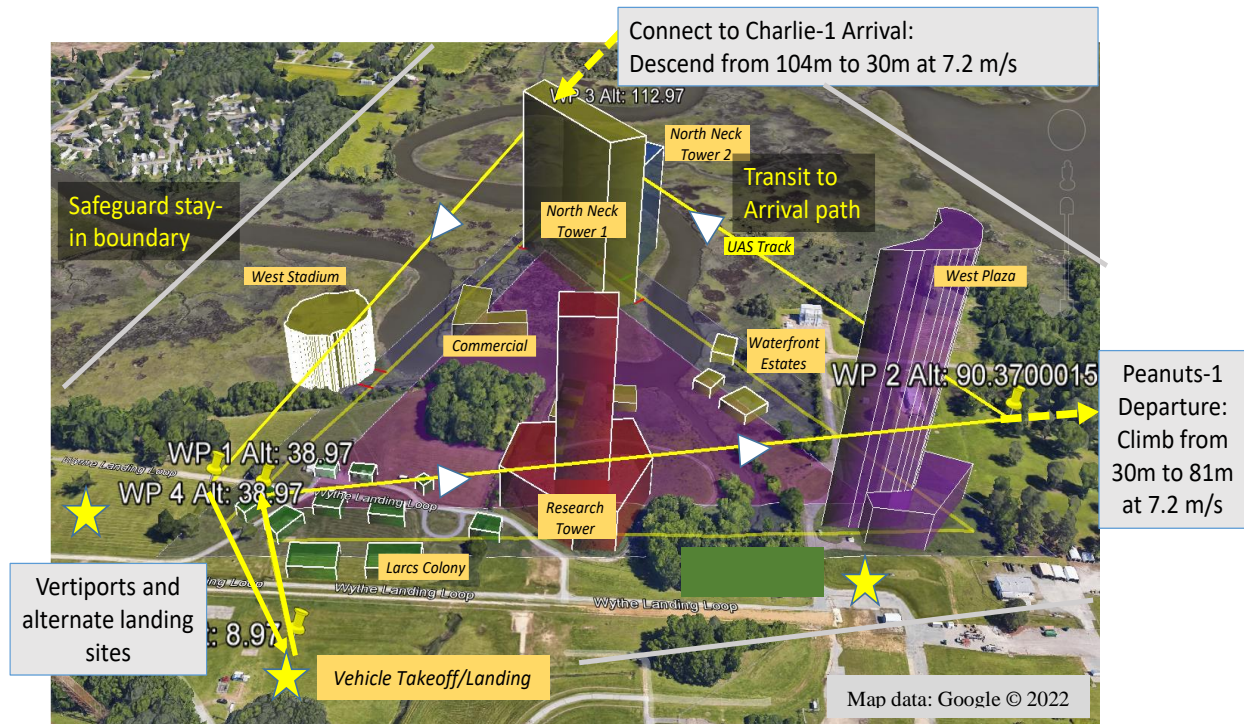 Connect to Charlie-1 Arrival:
Descend from 104m to 30m at 7.2 m/s
WP 3 Alt: 112.97
North Neck
Tower 2
Safeguard stay-
in boundary
Transit to
Arrival path
North Neck
Tower 1
UAS Track
West Stadium
West Plaza
Commercial
Waterfront
Estates
WP 2 Alt: 90.3700015
Peanuts-1
Departure:
Climb from
30m to 81m
at 7.2 m/s
WP 1 Alt: 38.97
Wythe Landing Loop
WP 4 Alt: 38.97
Wythe Landing Loop
Research
Tower
Larcs Colony
Vertiports and
alternate landing
sites
Landing Loop
Wythe Landing Loop
Wythe Landing Loop
t: 8.97
Vehicle Takeoff/Landing
Map data: Google © 2022